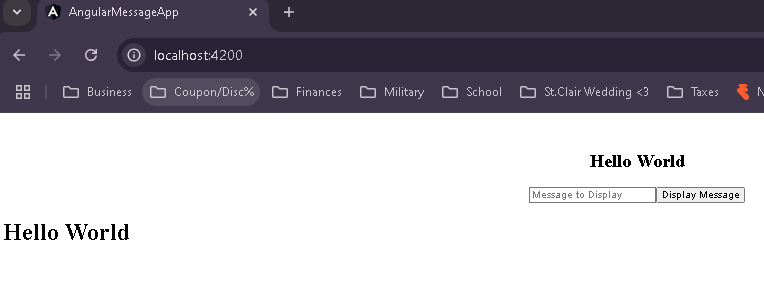 AngularMessageApp
localhost:4200
Business Coupon/Disc% Finances Military School St.Clair Wedding <3 Taxes N
Hello World
Message to Display Display Message
Hello World